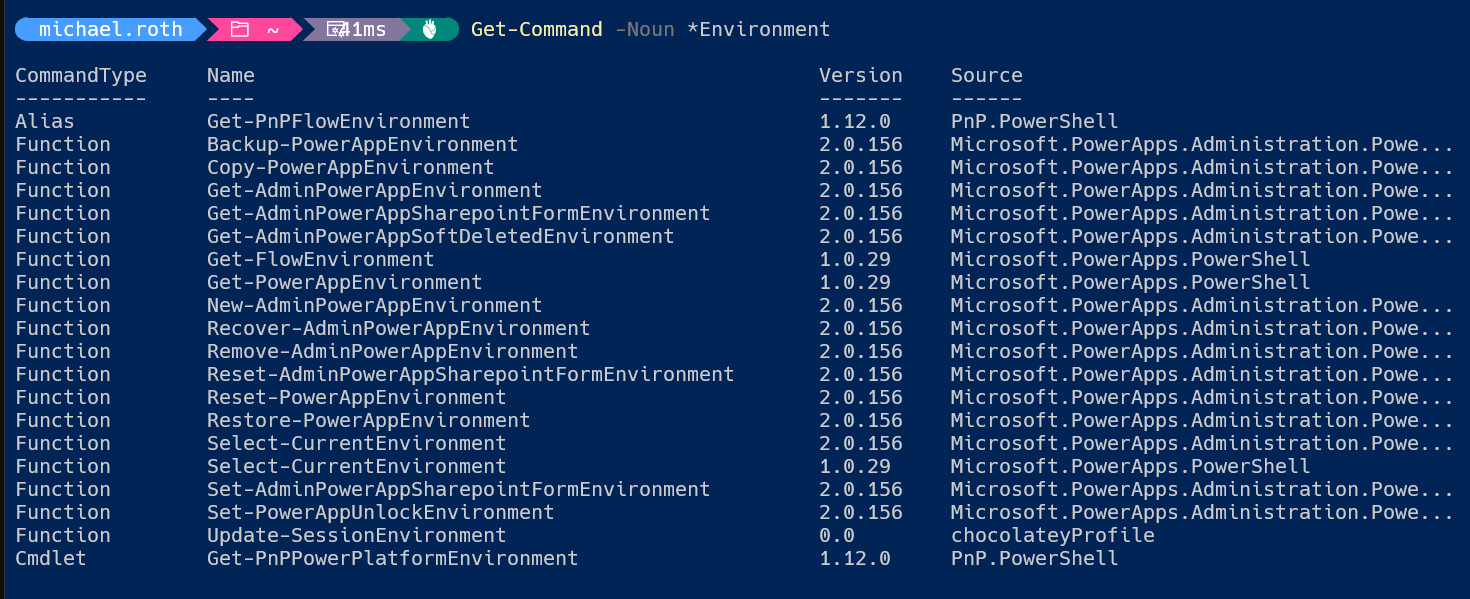 michael.roth ~ 41ms Get-Command -Noun *Environment
CommandType Name Version Source
----------- ---- ------- ------
Alias Get-PnPFlowEnvironment 1.12.0 PnP.PowerShell
Function Backup-PowerAppEnvironment 2.0.156 Microsoft.PowerApps.Administration.Powe...
Function Copy-PowerAppEnvironment 2.0.156 Microsoft.PowerApps.Administration.Powe...
Function Get-AdminPowerAppEnvironment 2.0.156 Microsoft.PowerApps.Administration.Powe...
Function Get-AdminPowerAppSharepointFormEnvironment 2.0.156 Microsoft.PowerApps.Administration.Powe...
Function Get-AdminPowerAppSoftDeletedEnvironment 2.0.156 Microsoft.PowerApps.Administration.Powe...
Function Get-FlowEnvironment 1.0.29 Microsoft.PowerApps.PowerShell
Function Get-PowerAppEnvironment 1.0.29 Microsoft.PowerApps.PowerShell
Function New-AdminPowerAppEnvironment 2.0.156 Microsoft.PowerApps.Administration.Powe...
Function Recover-AdminPowerAppEnvironment 2.0.156 Microsoft.PowerApps.Administration.Powe...
Function Remove-AdminPowerAppEnvironment 2.0.156 Microsoft.PowerApps.Administration.Powe...
Function Reset-AdminPowerAppSharepointFormEnvironment 2.0.156 Microsoft.PowerApps.Administration.Powe...
Function Reset-PowerAppEnvironment 2.0.156 Microsoft.PowerApps.Administration.Powe...
Function Restore-PowerAppEnvironment 2.0.156 Microsoft.PowerApps.Administration.Powe...
Function Select-CurrentEnvironment 2.0.156 Microsoft.PowerApps.Administration.Powe...
Function Select-CurrentEnvironment 1.0.29 Microsoft.PowerApps.PowerShell
Function Set-AdminPowerAppSharepointFormEnvironment 2.0.156 Microsoft.PowerApps.Administration.Powe...
Function Set-PowerAppUnlockEnvironment 2.0.156 Microsoft.PowerApps.Administration.Powe...
Function Update-SessionEnvironment 0.0 chocolateyProfile
Cmdlet Get-PnPPowerPlatformEnvironment 1.12.0 PnP.PowerShell